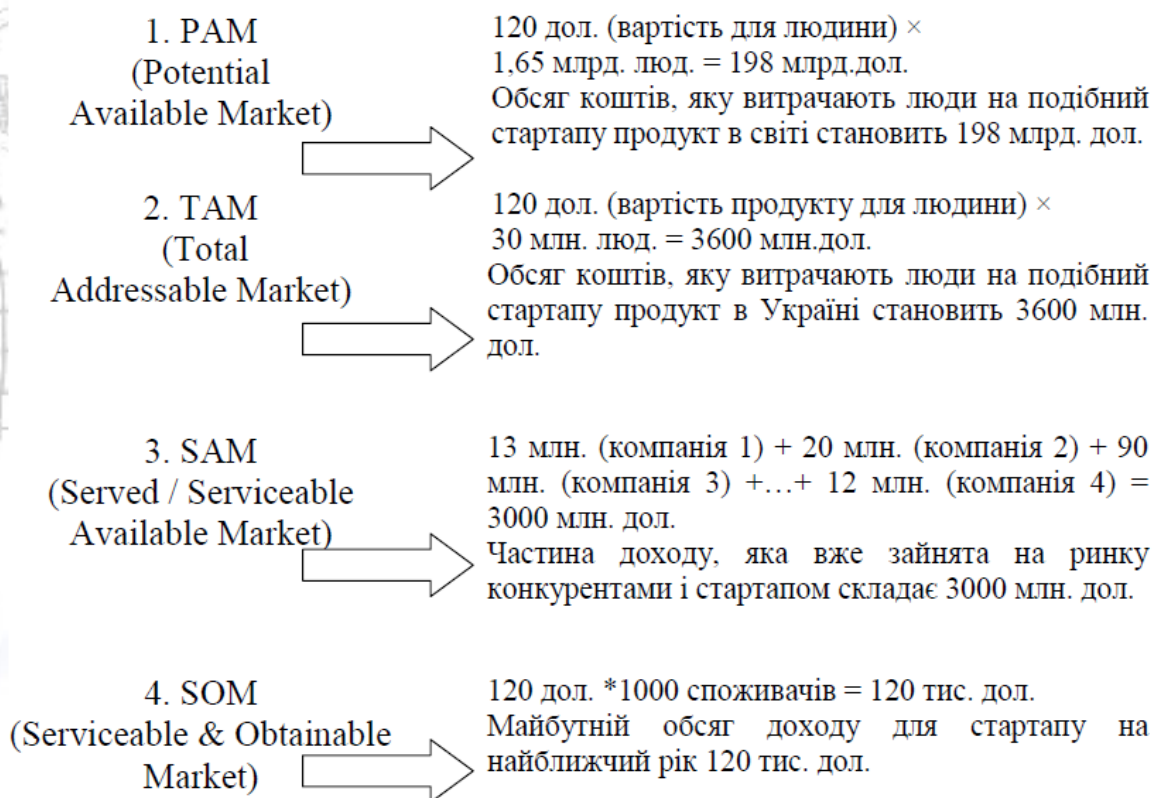 1. PAM
(Potential
Available Market)
120 дол. (вартість для людини) ×
1,65 млрд. люд. = 198 млрд.дол.
Обсяг коштів, яку витрачають люди на подібний
стартапу продукт в світі становить 198 млрд. дол.
2. TAM
(Total
Addressable Market)
120 дол. (вартість продукту для людини) ×
30 млн. люд. = 3600 млн.дол.
Обсяг коштів, яку витрачають люди на подібний
стартапу продукт в Україні становить 3600 млн.
дол.
3. SAM
(Served / Serviceable
Available Market)
13 млн. (компанія 1) + 20 млн. (компанія 2) + 90
млн. (компанія 3) +…+ 12 млн. (компанія 4) =
3000 млн. дол.
Частина доходу, яка вже зайнята на ринку
конкурентами і стартапом складає 3000 млн. дол.
4. SOM
(Serviceable & Obtainable
Market)
120 дол. *1000 споживачів = 120 тис. дол.
Майбутній обсяг доходу для стартапу на
найближчий рік 120 тис. дол.